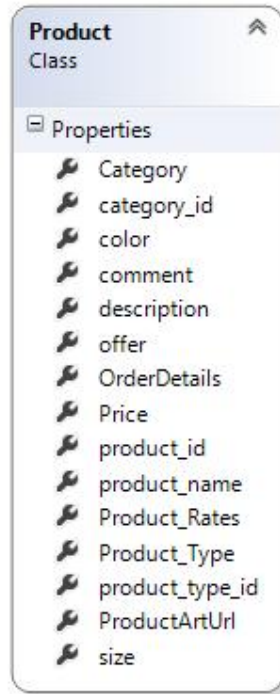 Product
Class
Properties
Category
category_id
color
comment
description
offer
OrderDetails
Price
product_id
product_name
Product_Rates
Product_Type
product_type_id
ProductArtUrl
size